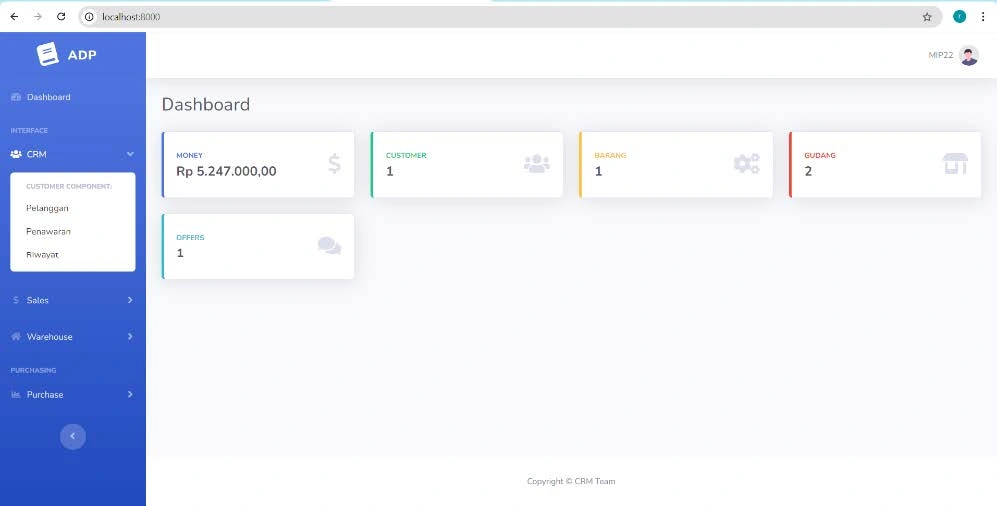 localhost:8000
r
ADP
MIP22
Dashboard
INTERFACE
CRM
CUSTOMER COMPONENT:
Pelanggan
Penawaran
Riwayat
$ Sales
Warehouse
PURCHASING
Purchase
Dashboard
MONEY
Rp 5.247.000,00
$
CUSTOMER
1
BARANG
1
GUDANG
2
OFFERS
1
Copyright © CRM Team